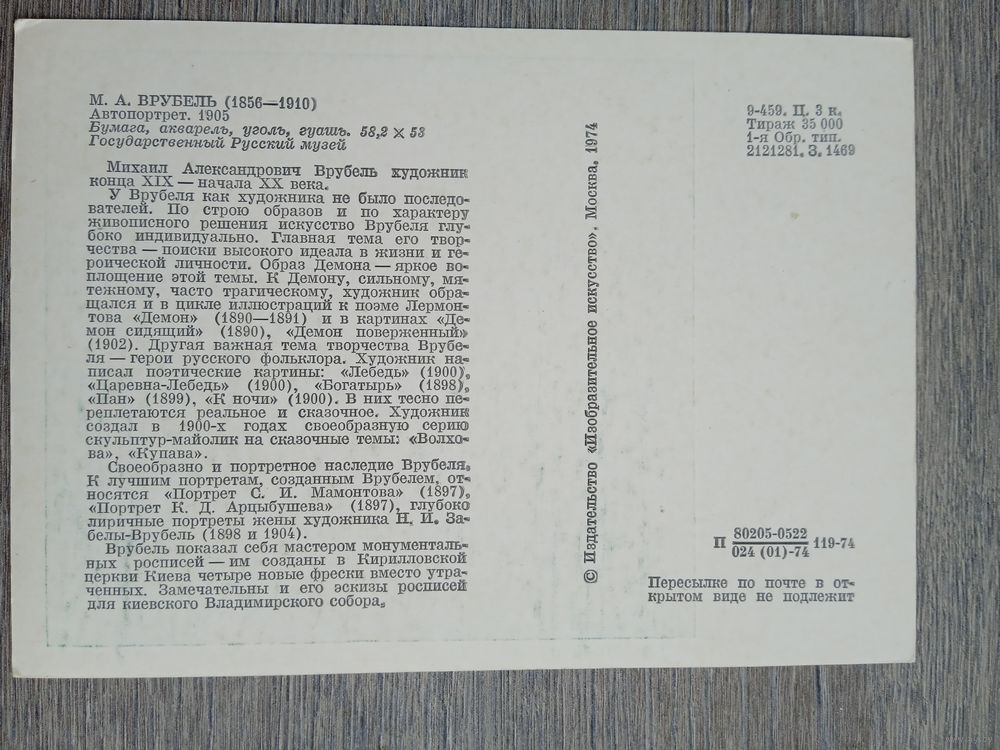 М. А. ВРУБЕЛЬ (1856—1910)
Автопортрет. 1905
Бумага, акварель, уголь, гуашь. 58,2 × 53
Государственный Русский музей
Михаил Александрович Врубель художник
конца XIX — начала XX века.
У Врубеля как художника не было последо-
вателей. По строю образов и по характеру
живописного решения искусство Врубеля глу-
боко индивидуально. Главная тема его твор-
чества — поиски высокого идеала в жизни и ге-
роической личности. Образ Демона — яркое во-
площение этой темы. К Демону, сильному, мя-
тежному, часто трагическому, художник обра-
щался и в цикле иллюстраций к поэме Лермон-
това «Демон» (1890—1891) и в картинах «Де-
мон сидящий» (1890), «Демон поверженный»
(1902). Другая важная тема творчества Врубе-
ля — герои русского фольклора. Художник на-
писал поэтические картины: «Лебедь» (1900),
«Царевна-Лебедь» (1900), «Богатырь» (1898),
«Пан» (1899), «К ночи» (1900). В них тесно пе-
реплетаются реальное и сказочное. Художник
создал в 1900-х годах своеобразную серию
скульптур-майолик на сказочные темы: «Волхо-
ва», «Купава».
Своеобразно и портретное наследие Врубеля.
К лучшим портретам, созданным Врубелем, от-
носятся «Портрет С. И. Мамонтова» (1897),
«Портрет К. Д. Арцыбушева» (1897), глубоко
лиричные портреты жены художника Н. И. За-
белы-Врубель (1898 и 1904).
Врубель показал себя мастером монументаль-
ных росписей — им созданы в Кирилловской
церкви Киева четыре новые фрески вместо утра-
ченных. Замечательны и его эскизы росписей
для киевского Владимирского собора.
© Издательство «Изобразительное искусство». Москва. 1974
9-459. Ц. 3 к.
Тираж 35 000
1-я Обр. тип.
2121281. З. 1469
П 80205-0522
024 (01)-74 119-74
Пересылке по почте в от-
крытом виде не подлежит